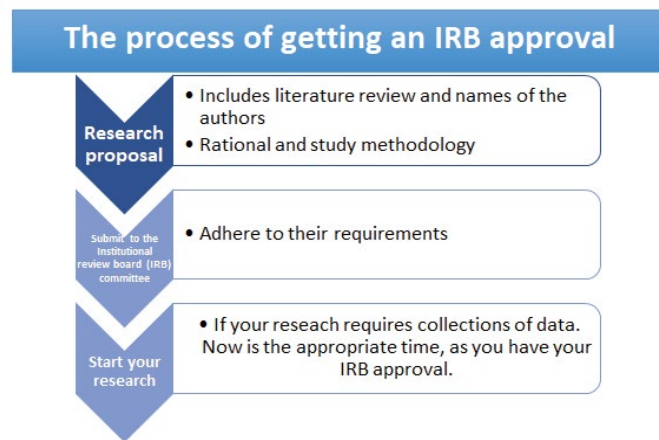 The process of getting an IRB approval
Research
proposal
• Includes literature review and names of the
authors
• Rational and study methodology
Submit to the
Institutional
review board (IRB)
committee
• Adhere to their requirements
Start your
research
• If your reseach requires collections of data.
Now is the appropriate time, as you have your
IRB approval.